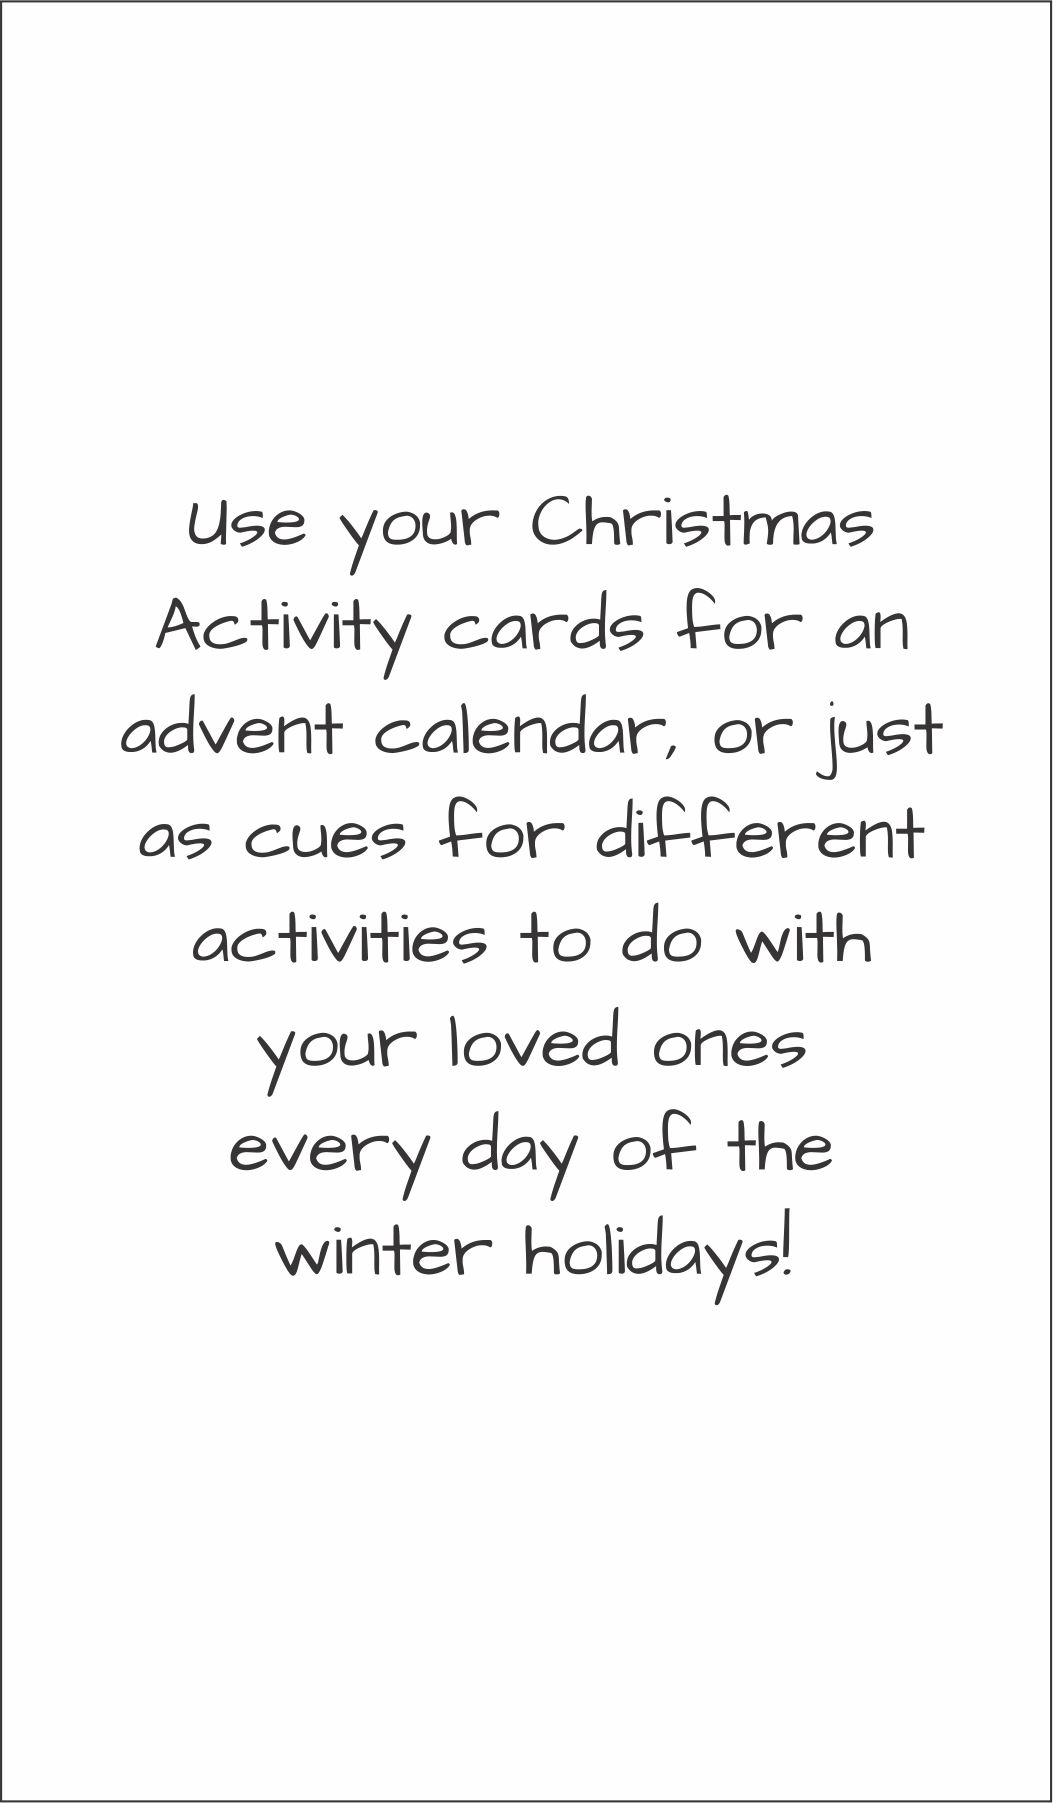 Use your Christmas
Activity cards for an
advent calendar, or just
as cues for different
activities to do with
your loved ones
every day of the
winter holidays!